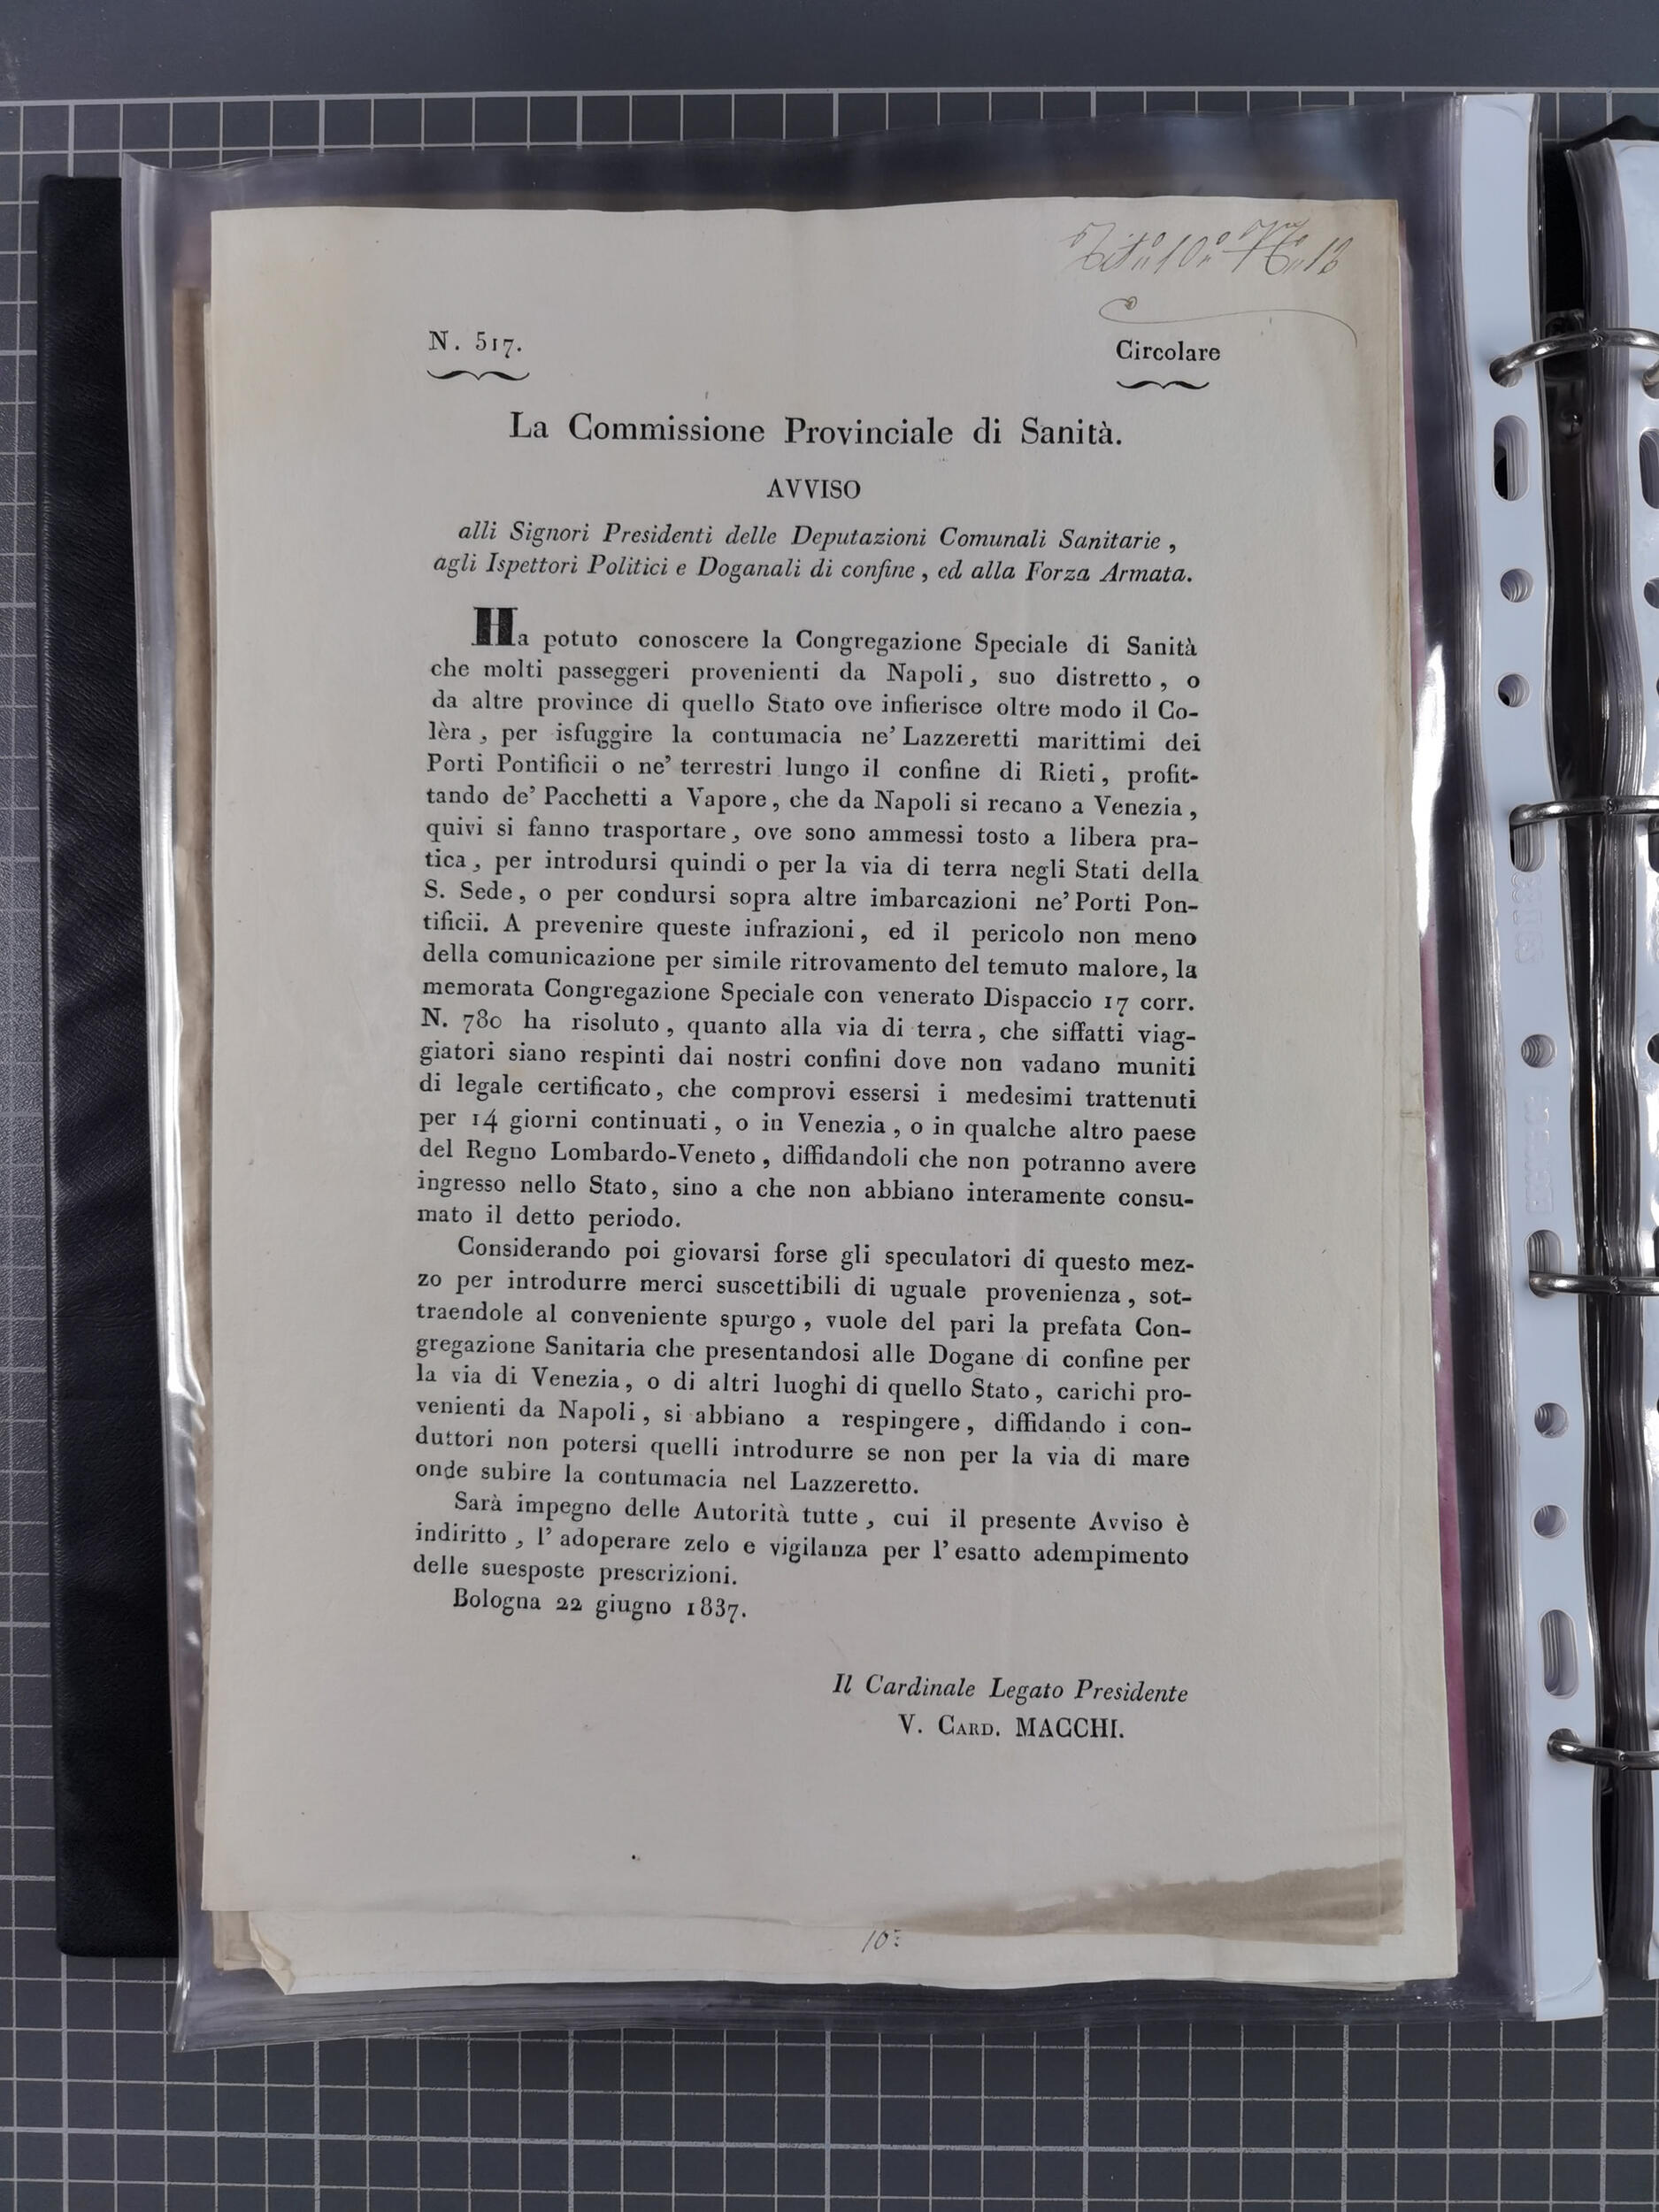 N. 517.
Circolare
La Commissione Provinciale di Sanità.
AVVISO
alli Signori Presidenti delle Deputazioni Comunali Sanitarie,
agli Ispettori Politici e Doganali di confine, ed alla Forza Armata.
Ha potuto conoscere la Congregazione Speciale di Sanità
che molti passeggeri provenienti da Napoli, suo distretto, o
da altre province di quello Stato ove infierisce oltre modo il Co-
lèra, per isfuggire la contumacia ne' Lazzeretti marittimi dei
Porti Pontificii o ne' terrestri lungo il confine di Rieti, profit-
tando de' Pacchetti a Vapore, che da Napoli si recano a Venezia,
quivi si fanno trasportare, ove sono ammessi tosto a libera pra-
tica, per introdursi quindi o per la via di terra negli Stati della
S. Sede, o per condursi sopra altre imbarcazioni ne' Porti Pon-
tificii. A prevenire queste infrazioni, ed il pericolo non meno
della comunicazione per simile ritrovamento del temuto malore, la
memorata Congregazione Speciale con venerato Dispaccio 17 corr.
N. 780 ha risoluto, quanto alla via di terra, che siffatti viag-
giatori siano respinti dai nostri confini dove non vadano muniti
di legale certificato, che comprovi essersi i medesimi trattenuti
per 14 giorni continuati, o in Venezia, o in qualche altro paese
del Regno Lombardo-Veneto, diffidandoli che non potranno avere
ingresso nello Stato, sino a che non abbiano interamente consu-
mato il detto periodo.
Considerando poi giovarsi forse gli speculatori di questo mez-
zo per introdurre merci suscettibili di uguale provenienza, sot-
traendole al conveniente spurgo, vuole del pari la prefata Con-
gregazione Sanitaria che presentandosi alle Dogane di confine per
la via di Venezia, o di altri luoghi di quello Stato, carichi pro-
venienti da Napoli, si abbiano a respingere, diffidando i con-
duttori non potersi quelli introdurre se non per la via di mare
onde subire la contumacia nel Lazzeretto.
Sarà impegno delle Autorità tutte, cui il presente Avviso è
indiritto, l'adoperare zelo e vigilanza per l'esatto adempimento
delle suesposte prescrizioni.
Bologna 22 giugno 1837.
Il Cardinale Legato Presidente
V. CARD. MACCHI.
10